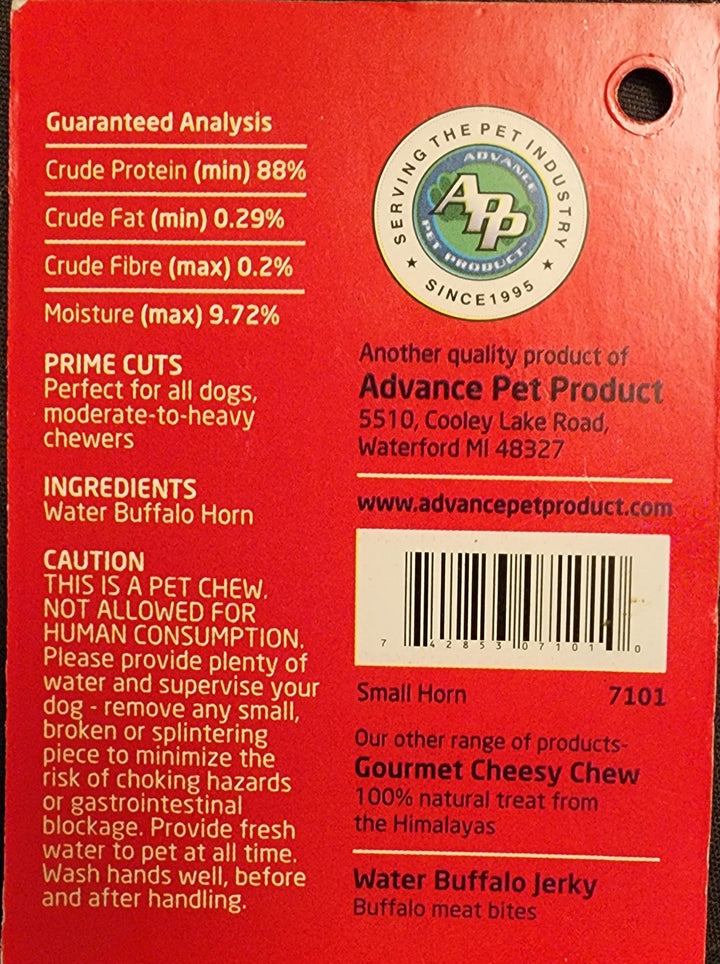 Guaranteed Analysis
Crude Protein (min) 88%
Crude Fat (min) 0.29%
Crude Fibre (max) 0.2%
Moisture (max) 9.72%
PRIME CUTS
Perfect for all dogs,
moderate-to-heavy
chewers
INGREDIENTS
Water Buffalo Horn
CAUTION
THIS IS A PET CHEW.
NOT ALLOWED FOR
HUMAN CONSUMPTION.
Please provide plenty of
water and supervise your
dog - remove any small,
broken or splintering
piece to minimize the
risk of choking hazards
or gastrointestinal
blockage. Provide fresh
water to pet at all time.
Wash hands well, before
and after handling.
SERVING THE PET INDUSTRY
ADVANCE
APP
PET PRODUCT
★ SINCE1995 ★
Another quality product of
Advance Pet Product
5510, Cooley Lake Road,
Waterford MI 48327
www.advancepetproduct.com
7 42853 07101 0
Small Horn 7101
Our other range of products-
Gourmet Cheesy Chew
100% natural treat from
the Himalayas
Water Buffalo Jerky
Buffalo meat bites